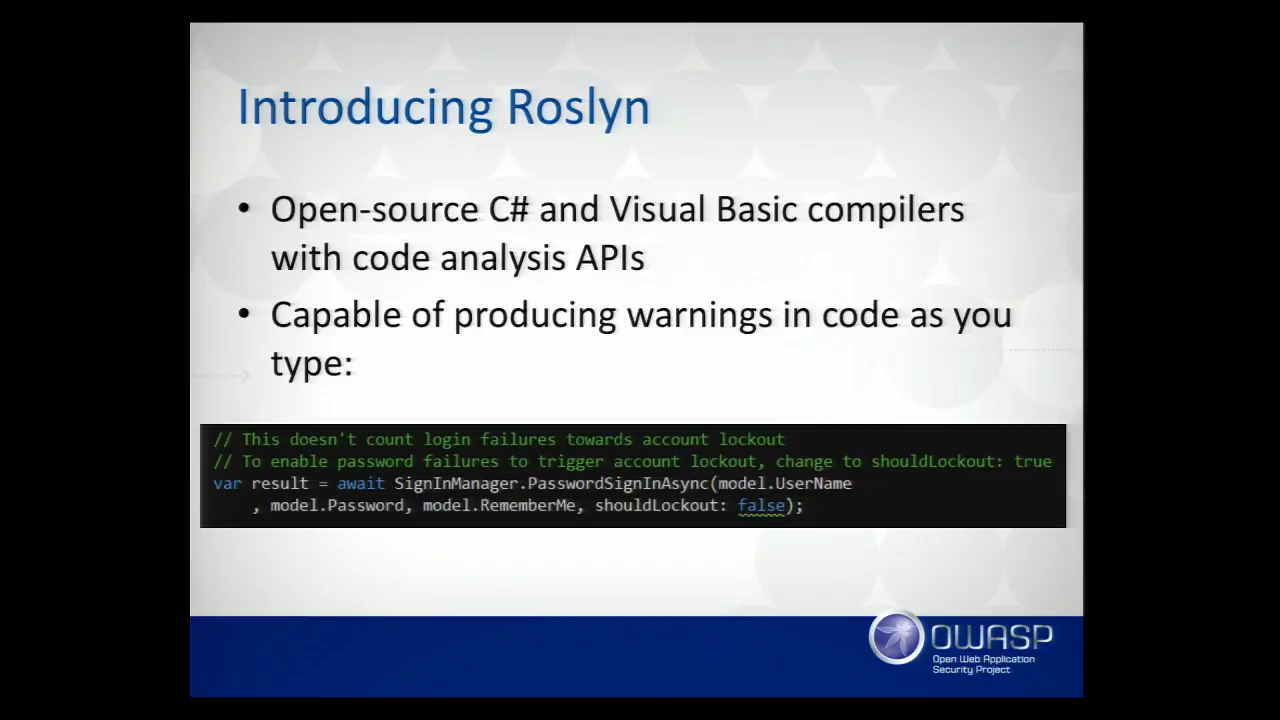 Introducing Roslyn
• Open-source C# and Visual Basic compilers
with code analysis APIs
• Capable of producing warnings in code as you
type:
// This doesn't count login failures towards account lockout
// To enable password failures to trigger account lockout, change to shouldLockout: true
var result = await SignInManager.PasswordSignInAsync(model.UserName
, model.Password, model.RememberMe, shouldLockout: false);
OWASP
Open Web Application
Security Project